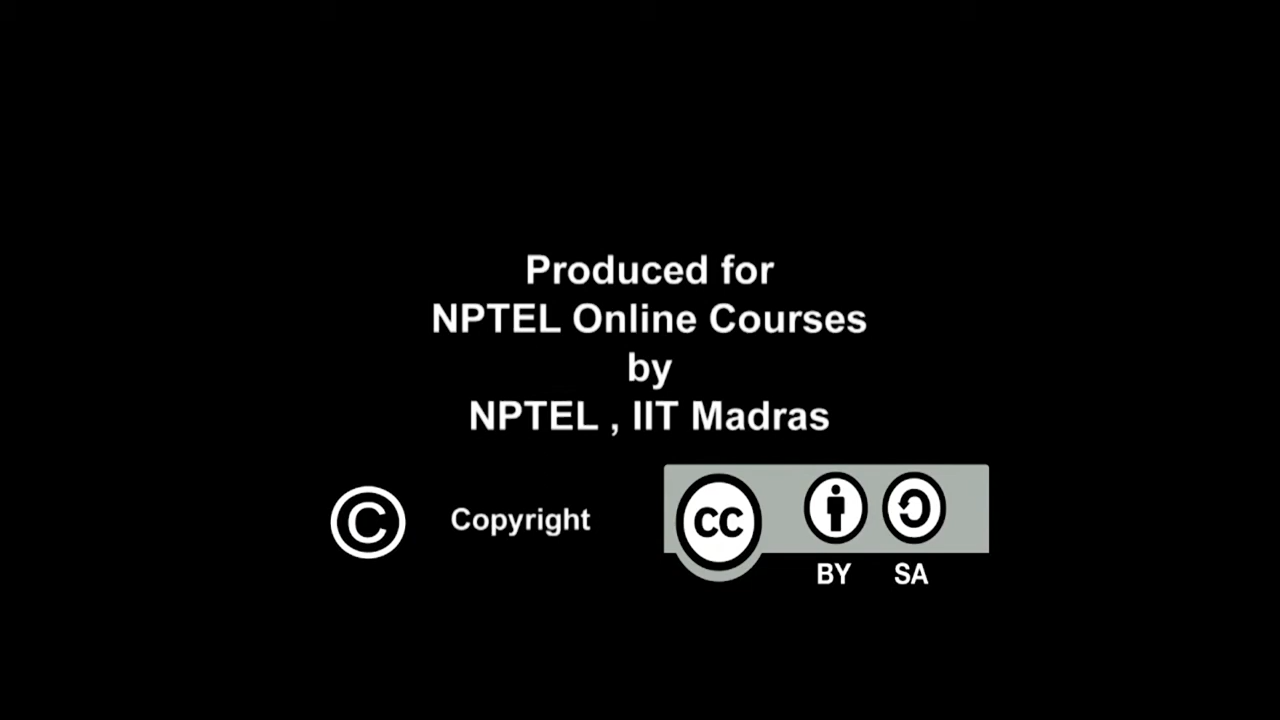 Produced for
NPTEL Online Courses
by
NPTEL , IIT Madras
© Copyright
cc
BY SA